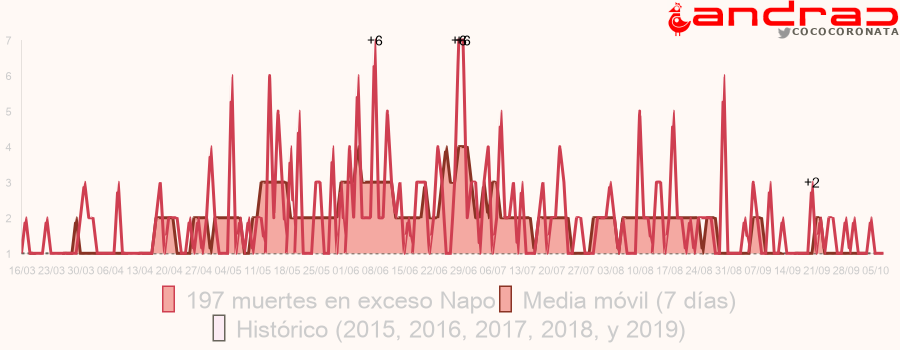 andrac
COCOCORONATA
+6
+6
+6
+2
7
6
5
4
3
2
1
16/03 23/03 30/03 06/04 13/04 20/04 27/04 04/05 11/05 18/05 25/05 01/06 08/06 15/06 22/06 29/06 06/07 13/07 20/07 27/07 03/08 10/08 17/08 24/08 31/08 07/09 14/09 21/09 28/09 05/10
197 muertes en exceso Napo Media móvil (7 días)
Histórico (2015, 2016, 2017, 2018, y 2019)